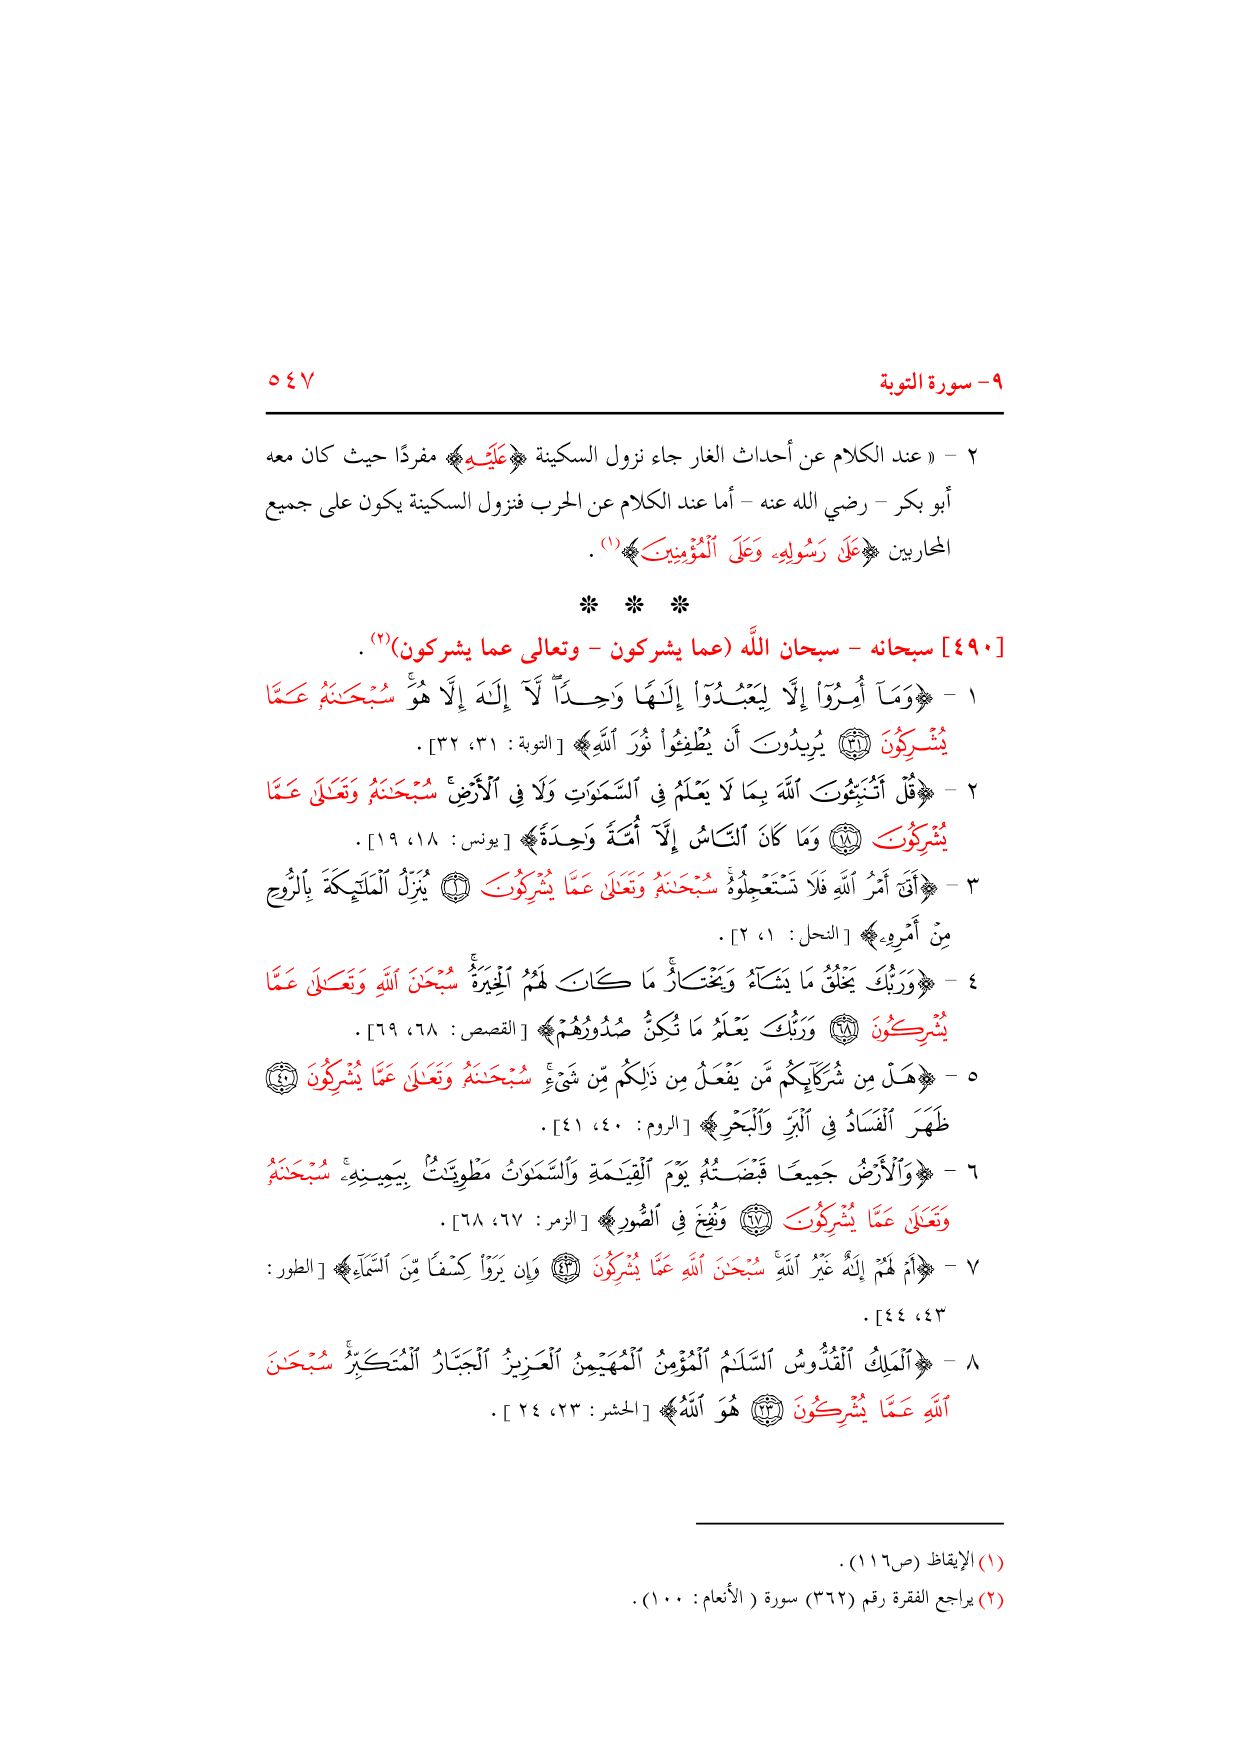 ٩- سورة التوبة ٥٤٧
٢ - « عند الكلام عن أحداث الغار جاء نزول السكينة ﴿عَلَيْهِ﴾ مفردًا حيث كان معه
أبو بكر - رضي الله عنه - أما عند الكلام عن الحرب فنزول السكينة يكون على جميع
المحاربين ﴿عَلَىٰ رَسُولِهِۦ وَعَلَى ٱلْمُؤْمِنِينَ﴾(١) .
❊ ❊ ❊
[٤٩٠] سبحانه - سبحان اللَّه (عما يشركون - وتعالى عما يشركون)(٢) .
١ - ﴿وَمَآ أُمِرُوٓا۟ إِلَّا لِيَعْبُدُوٓا۟ إِلَـٰهًا وَٰحِدًا ۖ لَّآ إِلَـٰهَ إِلَّا هُوَ ۚ سُبْحَـٰنَهُۥ عَمَّا
يُشْرِكُونَ ۝٣١ يُرِيدُونَ أَن يُطْفِـُٔوا۟ نُورَ ٱللَّهِ﴾ [التوبة: ٣١، ٣٢].
٢ - ﴿قُلْ أَتُنَبِّـُٔونَ ٱللَّهَ بِمَا لَا يَعْلَمُ فِى ٱلسَّمَـٰوَٰتِ وَلَا فِى ٱلْأَرْضِ ۚ سُبْحَـٰنَهُۥ وَتَعَـٰلَىٰ عَمَّا
يُشْرِكُونَ ۝١٨ وَمَا كَانَ ٱلنَّاسُ إِلَّآ أُمَّةً وَٰحِدَةً﴾ [يونس: ١٨، ١٩].
٣ - ﴿أَتَىٰٓ أَمْرُ ٱللَّهِ فَلَا تَسْتَعْجِلُوهُ ۚ سُبْحَـٰنَهُۥ وَتَعَـٰلَىٰ عَمَّا يُشْرِكُونَ ۝١ يُنَزِّلُ ٱلْمَلَـٰٓئِكَةَ بِٱلرُّوحِ
مِنْ أَمْرِهِۦ﴾ [النحل: ١، ٢].
٤ - ﴿وَرَبُّكَ يَخْلُقُ مَا يَشَآءُ وَيَخْتَارُ ۗ مَا كَانَ لَهُمُ ٱلْخِيَرَةُ ۚ سُبْحَـٰنَ ٱللَّهِ وَتَعَـٰلَىٰ عَمَّا
يُشْرِكُونَ ۝٦٨ وَرَبُّكَ يَعْلَمُ مَا تُكِنُّ صُدُورُهُمْ﴾ [القصص: ٦٨، ٦٩].
٥ - ﴿هَلْ مِن شُرَكَآئِكُم مَّن يَفْعَلُ مِن ذَٰلِكُم مِّن شَىْءٍ ۚ سُبْحَـٰنَهُۥ وَتَعَـٰلَىٰ عَمَّا يُشْرِكُونَ ۝٤٠
ظَهَرَ ٱلْفَسَادُ فِى ٱلْبَرِّ وَٱلْبَحْرِ﴾ [الروم: ٤٠، ٤١].
٦ - ﴿وَٱلْأَرْضُ جَمِيعًا قَبْضَتُهُۥ يَوْمَ ٱلْقِيَـٰمَةِ وَٱلسَّمَـٰوَٰتُ مَطْوِيَّـٰتٌۢ بِيَمِينِهِۦ ۚ سُبْحَـٰنَهُۥ
وَتَعَـٰلَىٰ عَمَّا يُشْرِكُونَ ۝٦٧ وَنُفِخَ فِى ٱلصُّورِ﴾ [الزمر: ٦٧، ٦٨].
٧ - ﴿أَمْ لَهُمْ إِلَـٰهٌ غَيْرُ ٱللَّهِ ۚ سُبْحَـٰنَ ٱللَّهِ عَمَّا يُشْرِكُونَ ۝٤٣ وَإِن يَرَوْا۟ كِسْفًا مِّنَ ٱلسَّمَآءِ﴾ [الطور:
٤٣، ٤٤].
٨ - ﴿ٱلْمَلِكُ ٱلْقُدُّوسُ ٱلسَّلَـٰمُ ٱلْمُؤْمِنُ ٱلْمُهَيْمِنُ ٱلْعَزِيزُ ٱلْجَبَّارُ ٱلْمُتَكَبِّرُ ۚ سُبْحَـٰنَ
ٱللَّهِ عَمَّا يُشْرِكُونَ ۝٢٣ هُوَ ٱللَّهُ﴾ [الحشر: ٢٣، ٢٤ ].
(١) الإيقاظ (ص١١٦) .
(٢) يراجع الفقرة رقم (٣٦٢) سورة ( الأنعام: ١٠٠) .